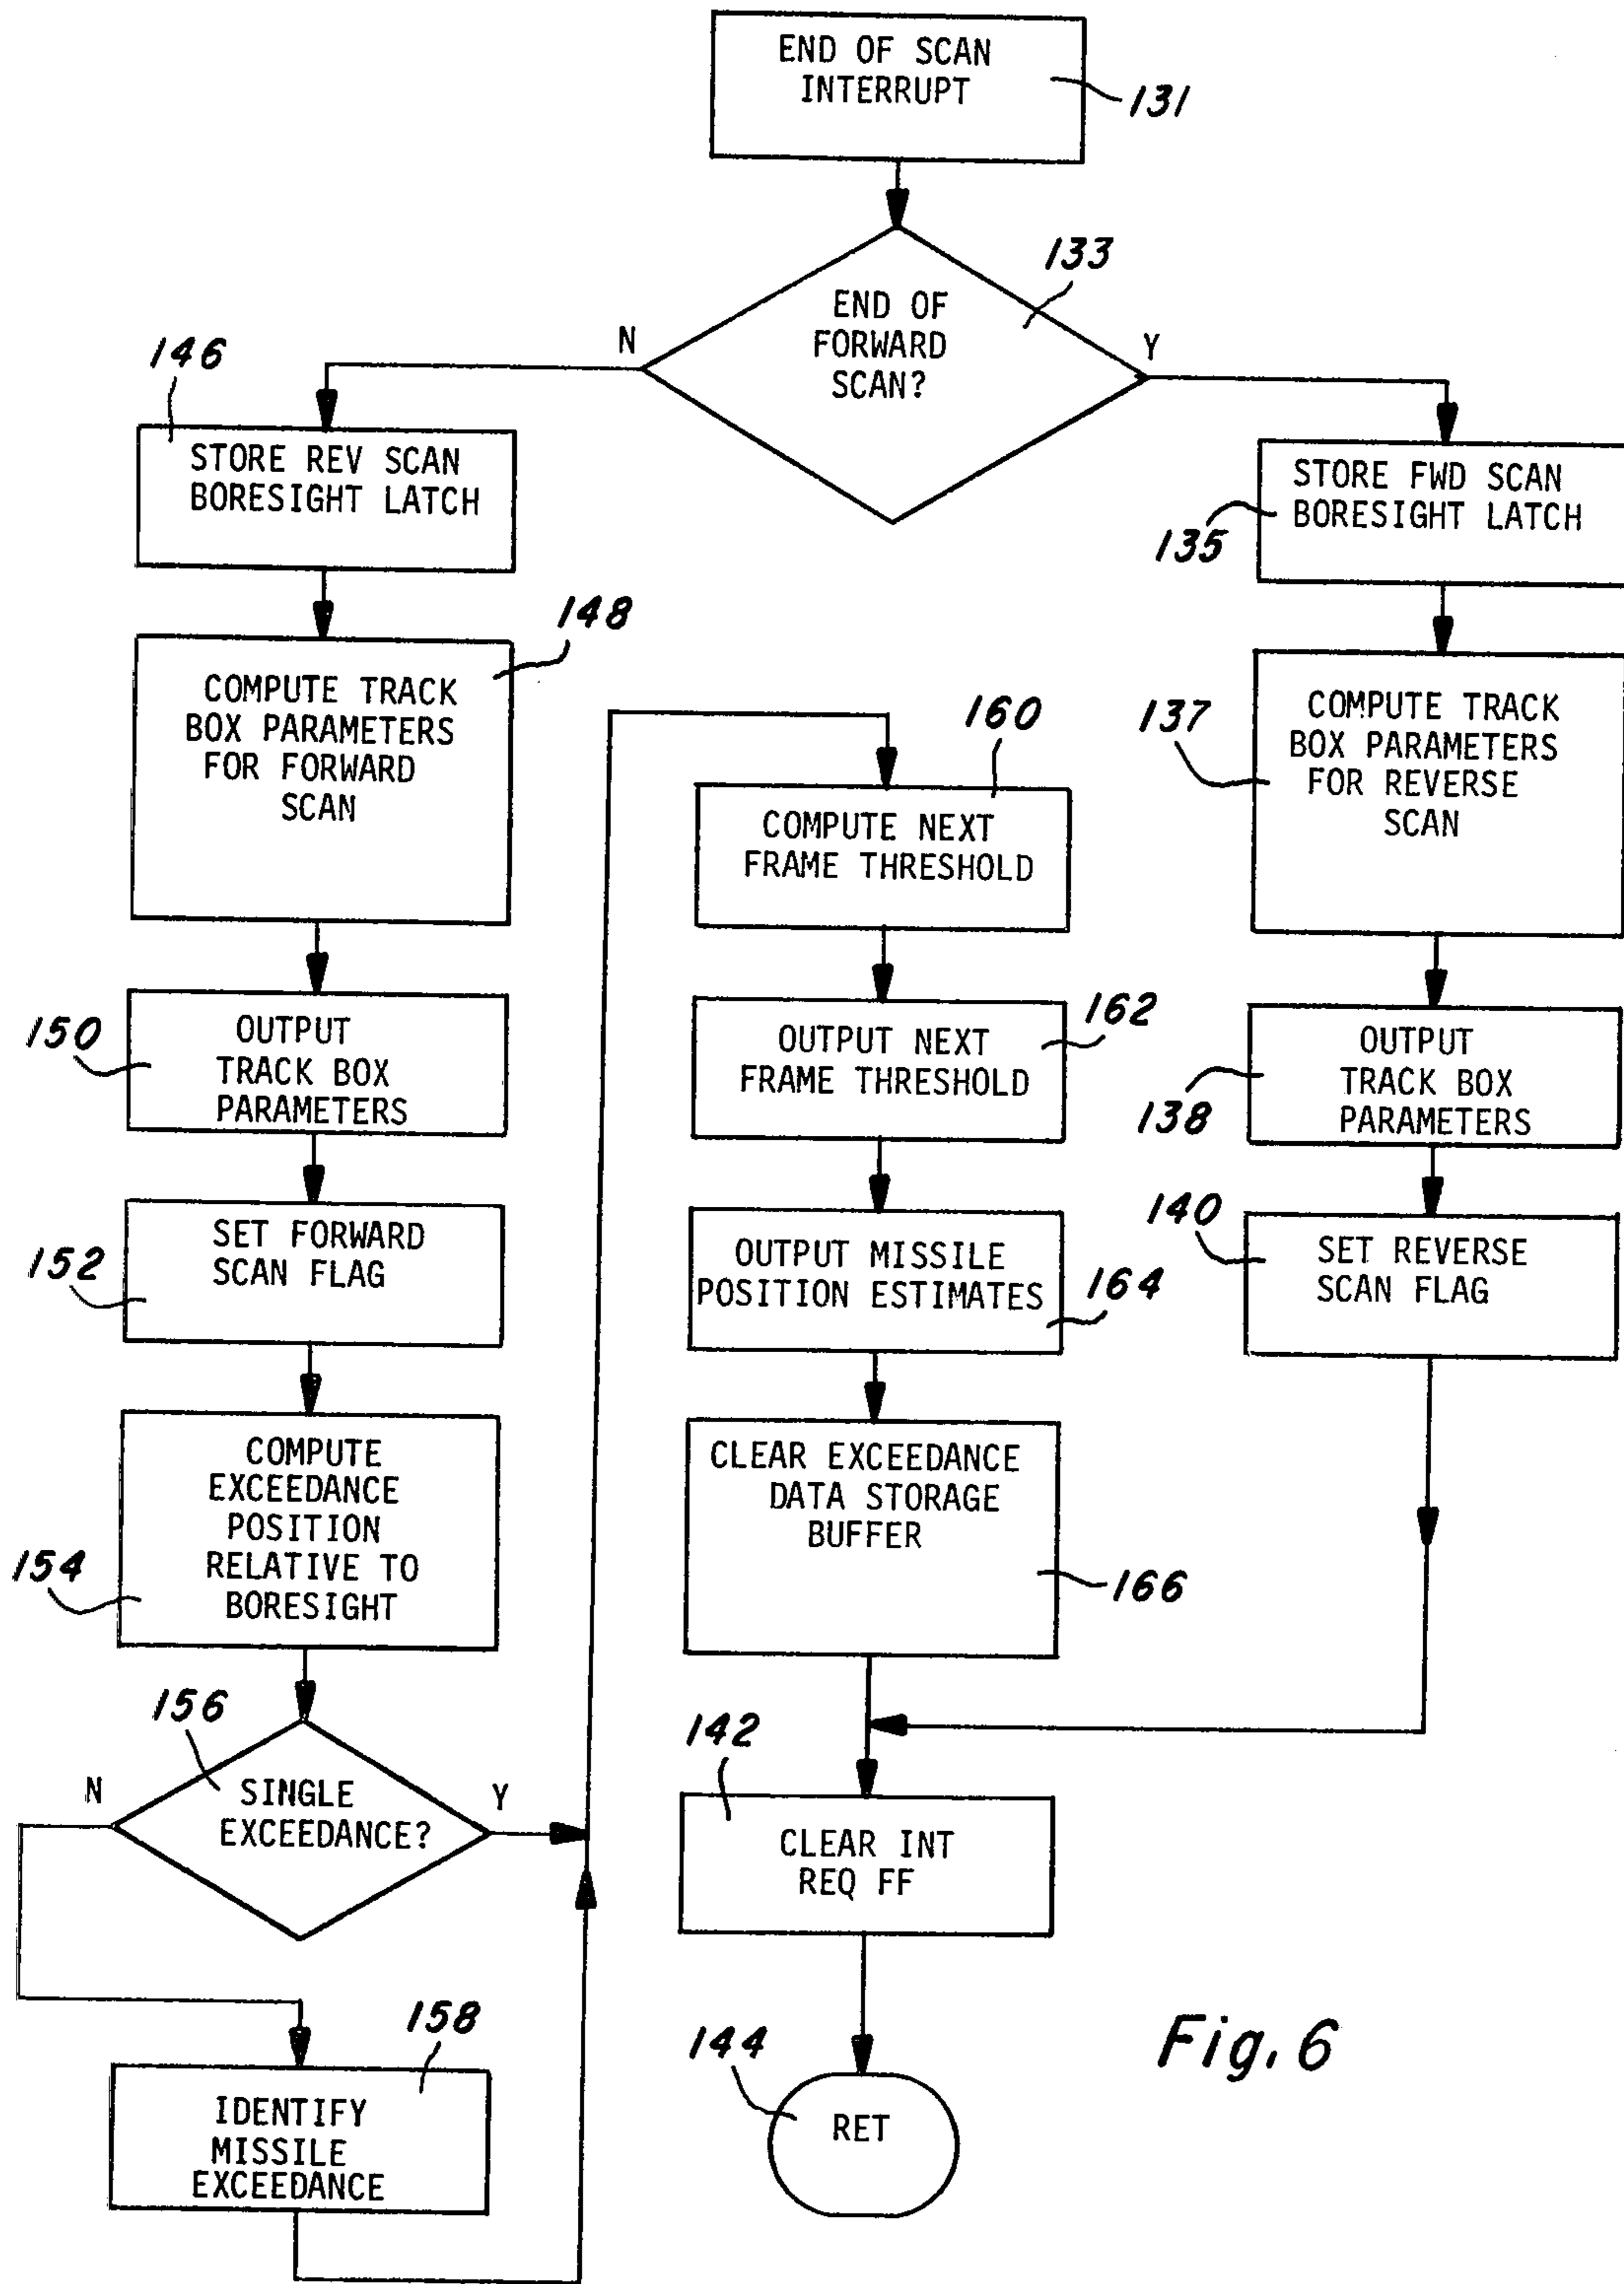 END OF SCAN
INTERRUPT
131
133
END OF
FORWARD
SCAN?
N
Y
146
STORE REV SCAN
BORESIGHT LATCH
148
COMPUTE TRACK
BOX PARAMETERS
FOR FORWARD
SCAN
150
OUTPUT
TRACK BOX
PARAMETERS
152
SET FORWARD
SCAN FLAG
154
COMPUTE
EXCEEDANCE
POSITION
RELATIVE TO
BORESIGHT
156
N
SINGLE
EXCEEDANCE?
Y
158
IDENTIFY
MISSILE
EXCEEDANCE
160
COMPUTE NEXT
FRAME THRESHOLD
162
OUTPUT NEXT
FRAME THRESHOLD
OUTPUT MISSILE
POSITION ESTIMATES
164
CLEAR EXCEEDANCE
DATA STORAGE
BUFFER
166
142
CLEAR INT
REQ FF
144
RET
STORE FWD SCAN
BORESIGHT LATCH
135
137
COMPUTE TRACK
BOX PARAMETERS
FOR REVERSE
SCAN
OUTPUT
TRACK BOX
PARAMETERS
138
140
SET REVERSE
SCAN FLAG
Fig. 6